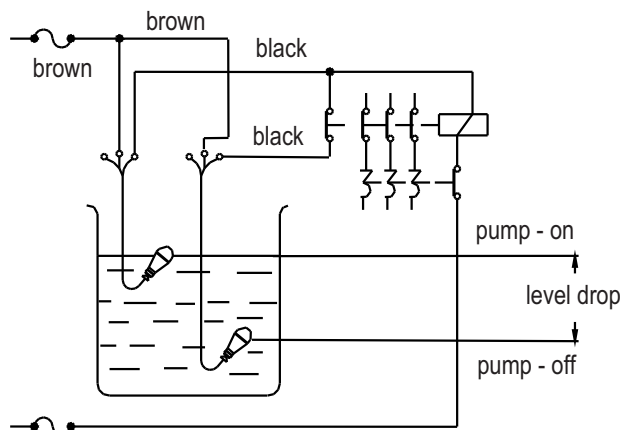 brown
brown
black
black
pump - on
level drop
pump - off